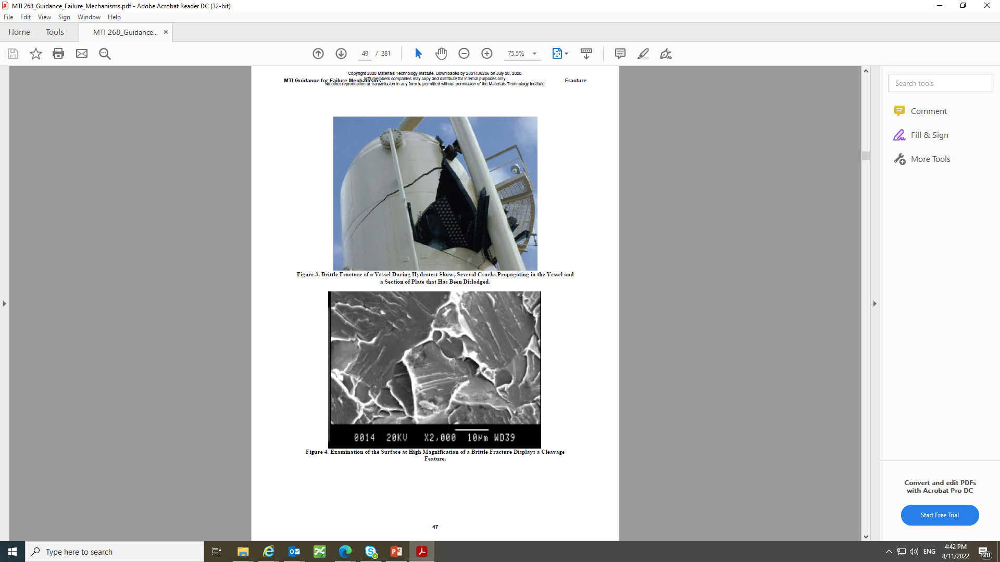 MTI 268_Guidance_Failure_Mechanisms.pdf - Adobe Acrobat Reader DC (32-bit)
File Edit View Sign Window Help
Home Tools MTI 268_Guidance...
49 / 281 75.5%
Copyright 2020 Materials Technology Institute. Downloaded by 2001438206 on July 20, 2020.
MTI members companies may copy and distribute for internal purposes only.
MTI Guidance for Failure Mechanisms Fracture
No other reproduction or transmission in any form is permitted without permission of the Materials Technology Institute.
Figure 3. Brittle Fracture of a Vessel During Hydrotest Shows Several Cracks Propagating in the Vessel and
a Section of Plate that Has Been Dislodged.
0014 20KV X2,000 10μm WD39
Figure 4. Examination of the Surface at High Magnification of a Brittle Fracture Displays a Cleavage
Feature.
47
Search tools
Comment
Fill & Sign
More Tools
Convert and edit PDFs
with Acrobat Pro DC
Start Free Trial
Type here to search
ENG
4:42 PM
8/11/2022
20